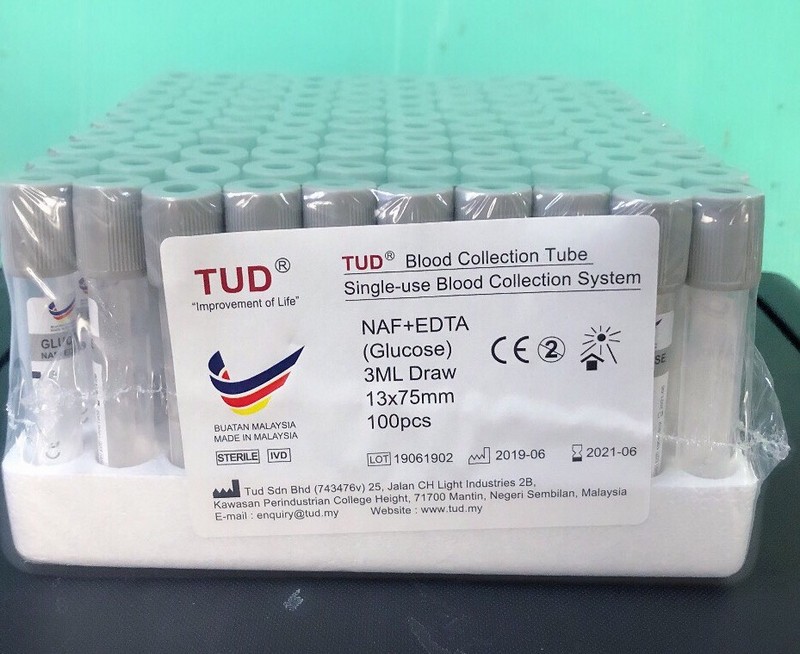 TUD®
"Improvement of Life"
BUATAN MALAYSIA
MADE IN MALAYSIA
STERILE IVD
TUD® Blood Collection Tube
Single-use Blood Collection System
NAF+EDTA
(Glucose)
3ML Draw
13x75mm
100pcs
CE 2
LOT 19061902 2019-06 2021-06
Tud Sdn Bhd (743476v) 25, Jalan CH Light Industries 2B,
Kawasan Perindustrian College Height, 71700 Mantin, Negeri Sembilan, Malaysia
E-mail : enquiry@tud.my Website : www.tud.my